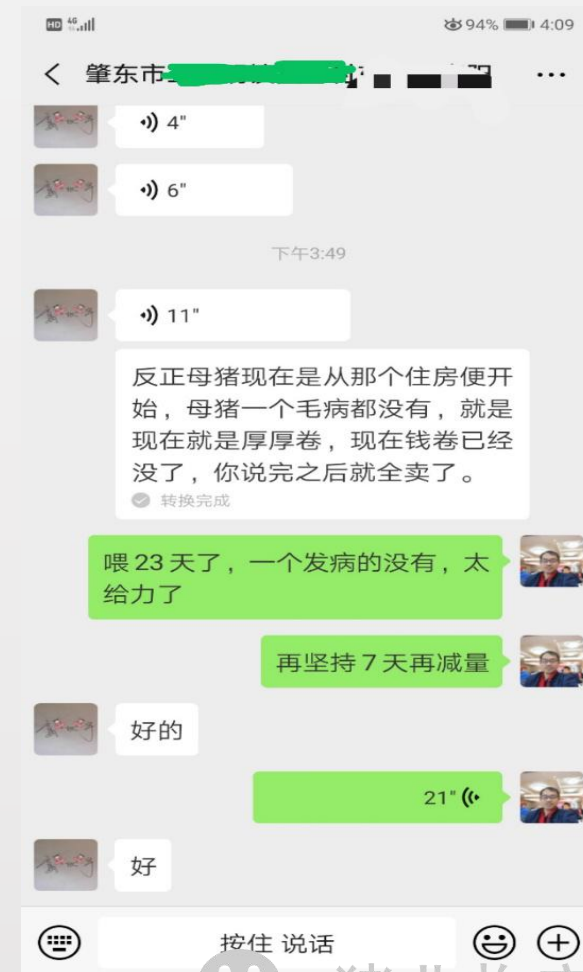 HD 4G 94% 4:09
肇东市
4"
6"
下午3:49
11"
反正母猪现在是从那个住房便开
始，母猪一个毛病都没有，就是
现在就是厚厚卷，现在钱卷已经
没了，你说完之后就全卖了。
转换完成
喂23天了，一个发病的没有，太
给力了
再坚持7天再减量
好的
21"
好
按住 说话